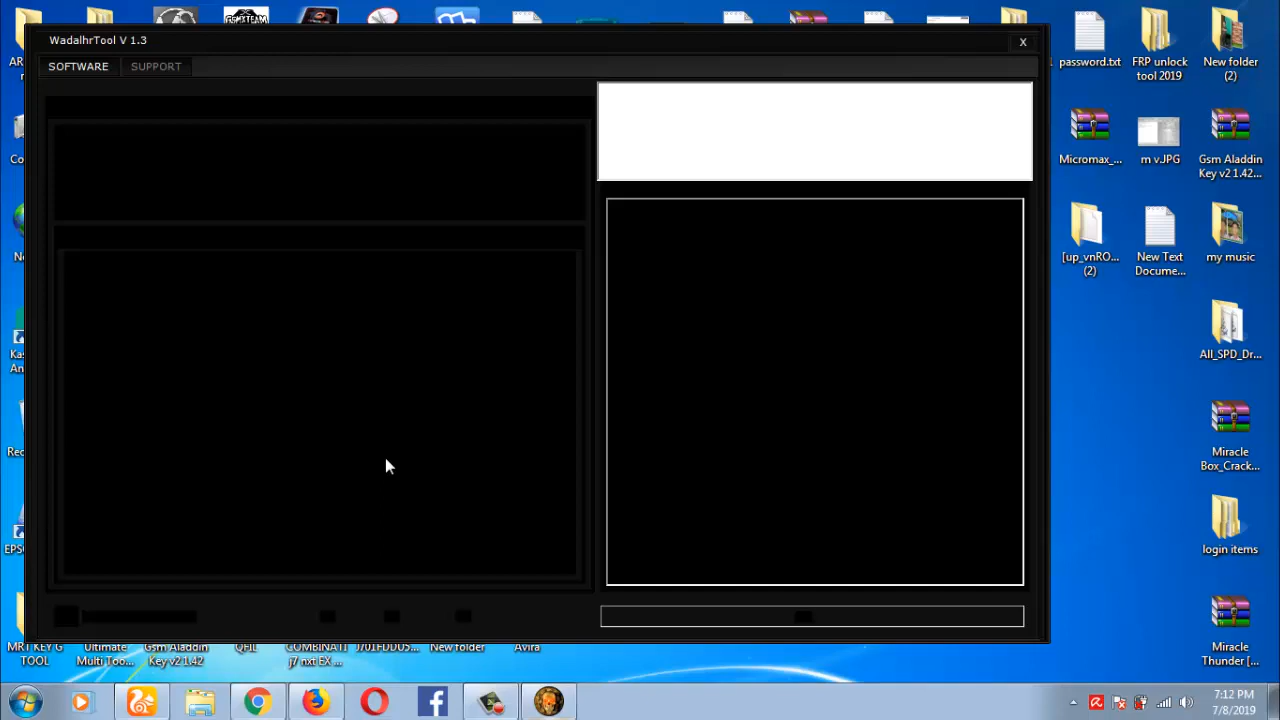 WadalhrTool V 1.3
X
SOFTWARE
SUPPORT
password.txt
FRP unlock
tool 2019
New folder
(2)
Micromax_...
m v.JPG
Gsm Aladdin
Key v2 1.42...
[up_vnRO...
(2)
New Text
Docume...
my music
All_SPD_Dr...
Miracle
Box_Crack...
login items
Miracle
Thunder [...
MRT KEY G
TOOL
Ultimate
Multi Too...
Gsm Aladdin
Key v2 1.42
QFIL
COMBINA...
j7 nxt EX ...
J701FDDU5...
New folder
Avira
7:12 PM
7/8/2019